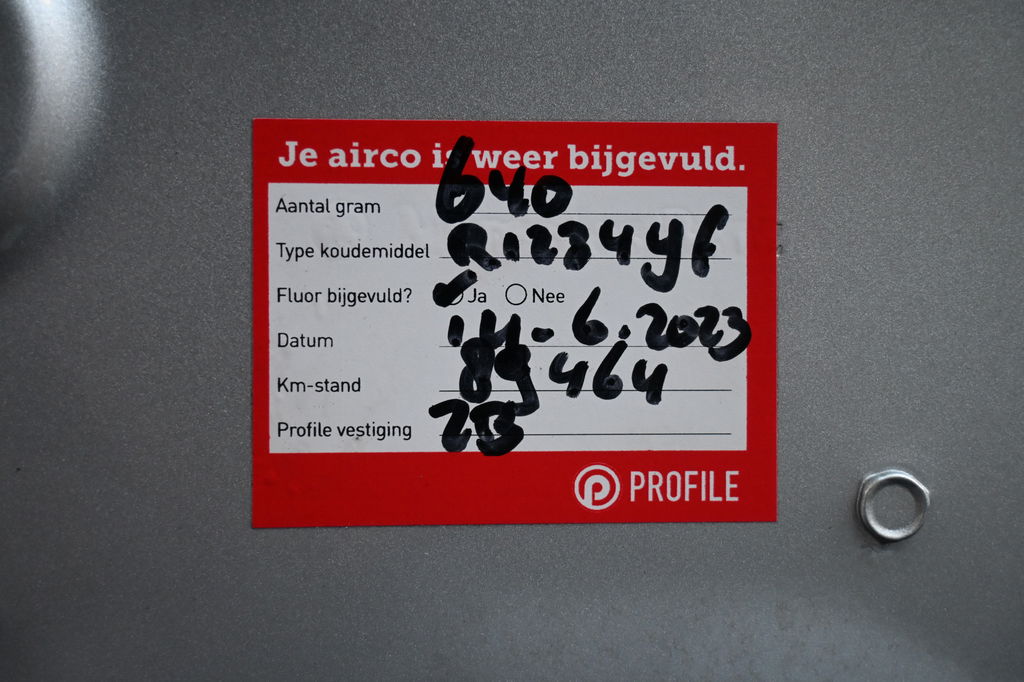 Je airco is weer bijgevuld.
Aantal gram 640
Type koudemiddel R1234yf
Fluor bijgevuld? Ja Nee
Datum 14-6.2023
Km-stand 89464
Profile vestiging ZB
PROFILE